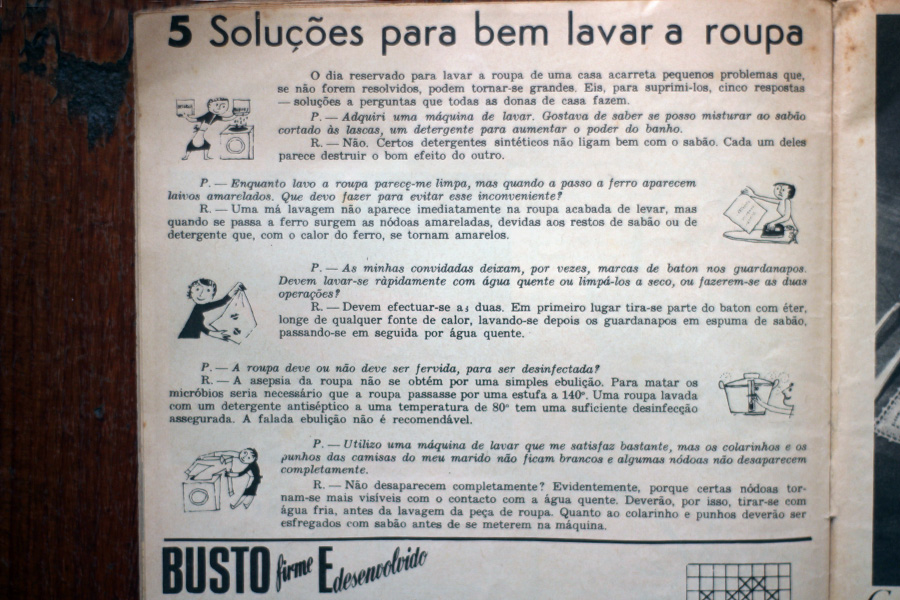 5 Soluções para bem lavar a roupa
O dia reservado para lavar a roupa de uma casa acarreta pequenos problemas que,
se não forem resolvidos, podem tornar-se grandes. Eis, para suprimi-los, cinco respostas
— soluções a perguntas que todas as donas de casa fazem.
P. — Adquiri uma máquina de lavar. Gostava de saber se posso misturar ao sabão
cortado às lascas, um detergente para aumentar o poder do banho.
R. — Não. Certos detergentes sintéticos não ligam bem com o sabão. Cada um deles
parece destruir o bom efeito do outro.
P. — Enquanto lavo a roupa parece-me limpa, mas quando a passo a ferro aparecem
laivos amarelados. Que devo fazer para evitar esse inconveniente?
R. — Uma má lavagem não aparece imediatamente na roupa acabada de levar, mas
quando se passa a ferro surgem as nódoas amareladas, devidas aos restos de sabão ou de
detergente que, com o calor do ferro, se tornam amarelos.
P. — As minhas convidadas deixam, por vezes, marcas de baton nos guardanapos.
Devem lavar-se ràpidamente com água quente ou limpá-los a seco, ou fazerem-se as duas
operações?
R. — Devem efectuar-se as duas. Em primeiro lugar tira-se parte do baton com éter,
longe de qualquer fonte de calor, lavando-se depois os guardanapos em espuma de sabão,
passando-se em seguida por água quente.
P. — A roupa deve ou não deve ser fervida, para ser desinfectada?
R. — A asepsia da roupa não se obtém por uma simples ebulição. Para matar os
micróbios seria necessário que a roupa passasse por uma estufa a 140º. Uma roupa lavada
com um detergente antiséptico a uma temperatura de 80º tem uma suficiente desinfecção
assegurada. A falada ebulição não é recomendável.
P. — Utilizo uma máquina de lavar que me satisfaz bastante, mas os colarinhos e os
punhos das camisas do meu marido não ficam brancos e algumas nódoas não desaparecem
completamente.
R. — Não desaparecem completamente? Evidentemente, porque certas nódoas tor-
nam-se mais visíveis com o contacto com a água quente. Deverão, por isso, tirar-se com
água fria, antes da lavagem da peça de roupa. Quanto ao colarinho e punhos deverão ser
esfregados com sabão antes de se meterem na máquina.
BUSTO firme E desenvolvido